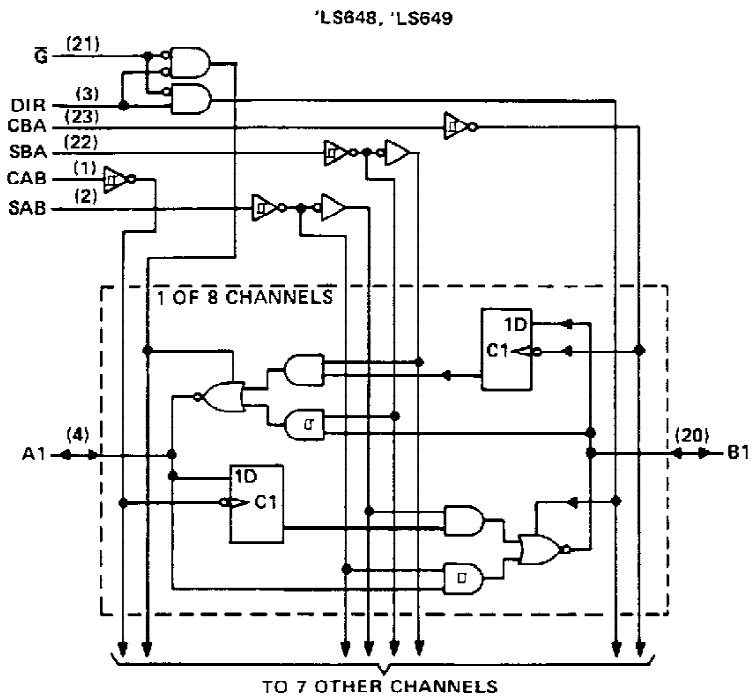 'LS648, 'LS649
G̅ (21)
DIR (3)
CBA (23)
SBA (22)
CAB (1)
SAB (2)
1 OF 8 CHANNELS
1D
C1
A1 (4)
(20) B1
1D
C1
TO 7 OTHER CHANNELS